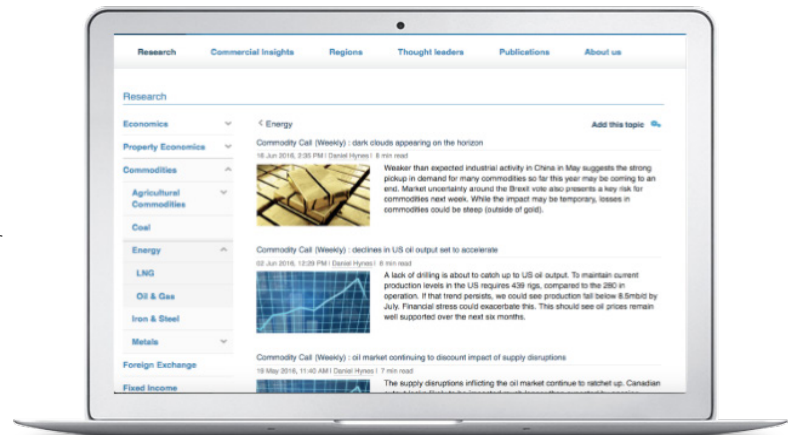 Research Commercial Insights Regions Thought leaders Publications About us
Research
Economics
Property Economics
Commodities
Agricultural
Commodities
Coal
Energy
LNG
Oil & Gas
Iron & Steel
Metals
Foreign Exchange
Fixed Income
< Energy
Add this topic
Commodity Call (Weekly) : dark clouds appearing on the horizon
16 Jun 2016, 2:35 PM I Daniel Hynes I 8 min read
Weaker than expected industrial activity in China in May suggests the strong
pickup in demand for many commodities so far this year may be coming to an
end. Market uncertainty around the Brexit vote also presents a key risk for
commodities next week. While the impact may be temporary, losses in
commodities could be steep (outside of gold).
Commodity Call (Weekly) : declines in US oil output set to accelerate
02 Jun 2016, 12:29 PM I Daniel Hynes I 8 min read
A lack of drilling is about to catch up to US oil output. To maintain current
production levels in the US requires 439 rigs, compared to the 280 in
operation. If that trend persists, we could see production fall below 8.5mb/d by
July. Financial stress could exacerbate this. This should see oil prices remain
well supported over the next six months.
Commodity Call (Weekly) : oil market continuing to discount impact of supply disruptions
19 May 2016, 11:40 AM I Daniel Hynes I 7 min read
The supply disruptions inflicting the oil market continue to ratchet up. Canadian